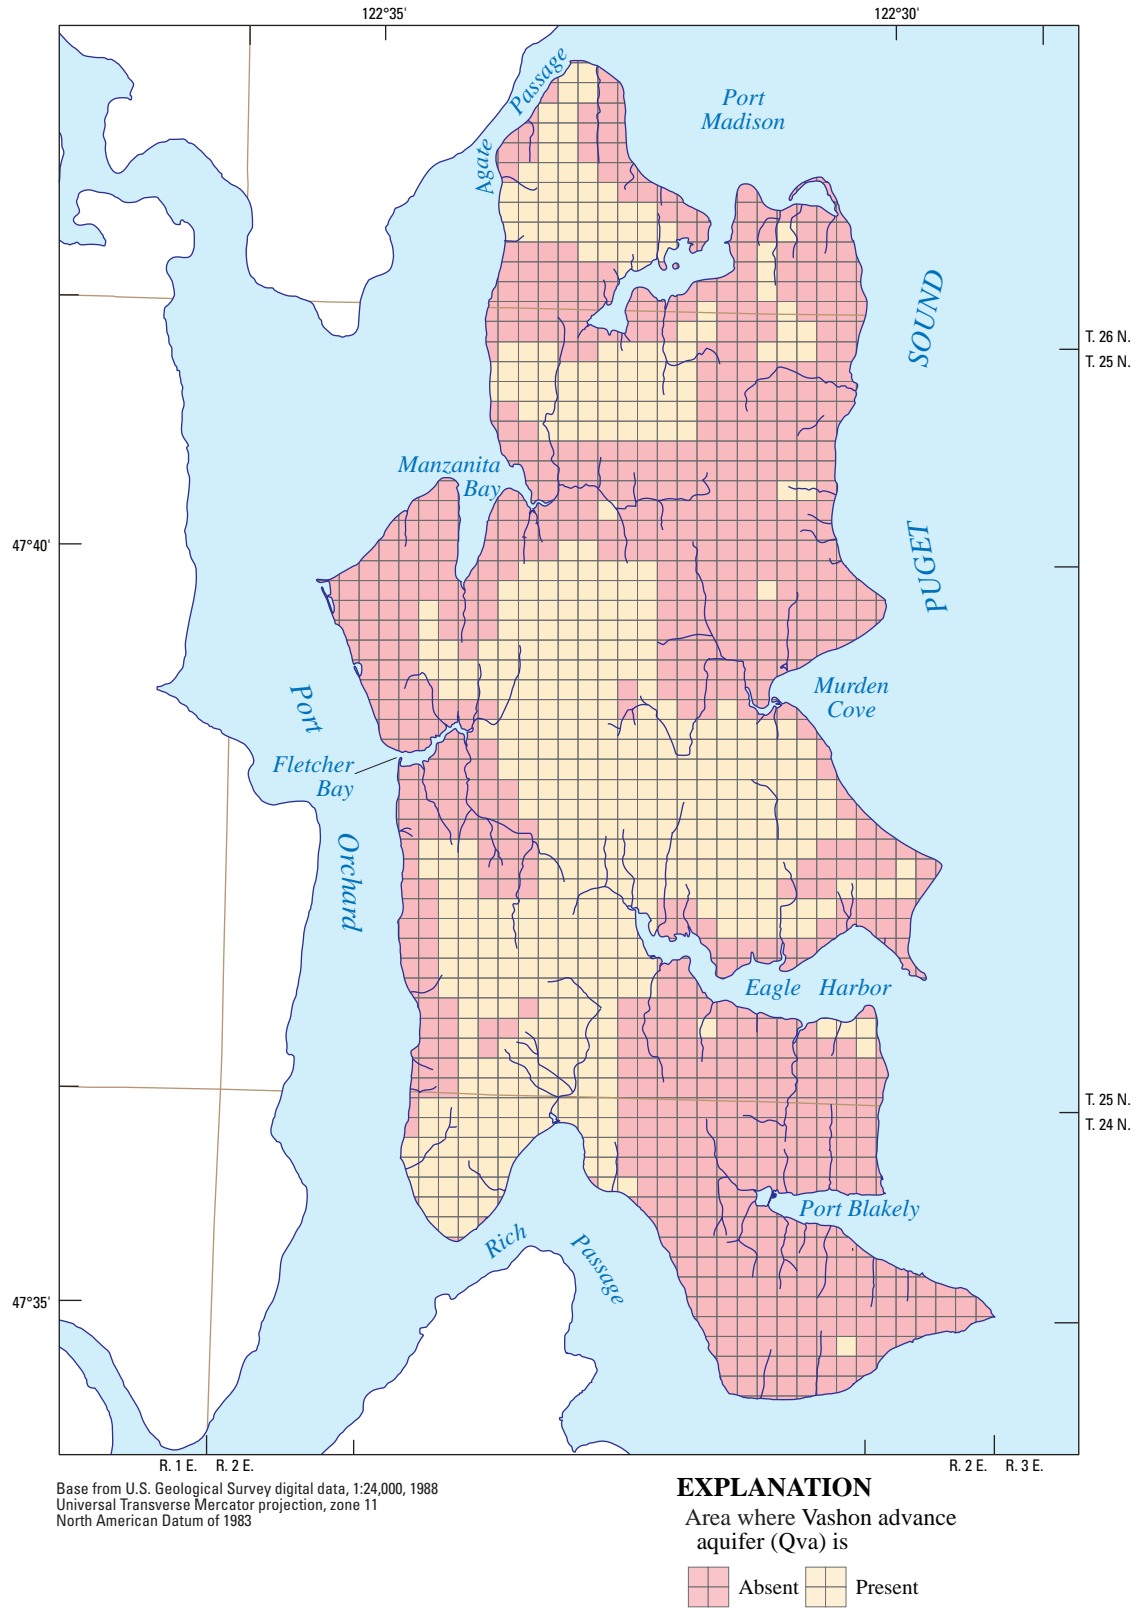 122°35'
122°30'
Agate Passage
Port
Madison
SOUND
T. 26 N.
T. 25 N.
Manzanita
Bay
47°40'
PUGET
Murden
Cove
Port
Fletcher
Bay
Orchard
Eagle Harbor
T. 25 N.
T. 24 N.
Port Blakely
Rich Passage
47°35'
R. 1 E. R. 2 E.
R. 2 E. R. 3 E.
Base from U.S. Geological Survey digital data, 1:24,000, 1988
Universal Transverse Mercator projection, zone 11
North American Datum of 1983
EXPLANATION
Area where Vashon advance
aquifer (Qva) is
Absent
Present